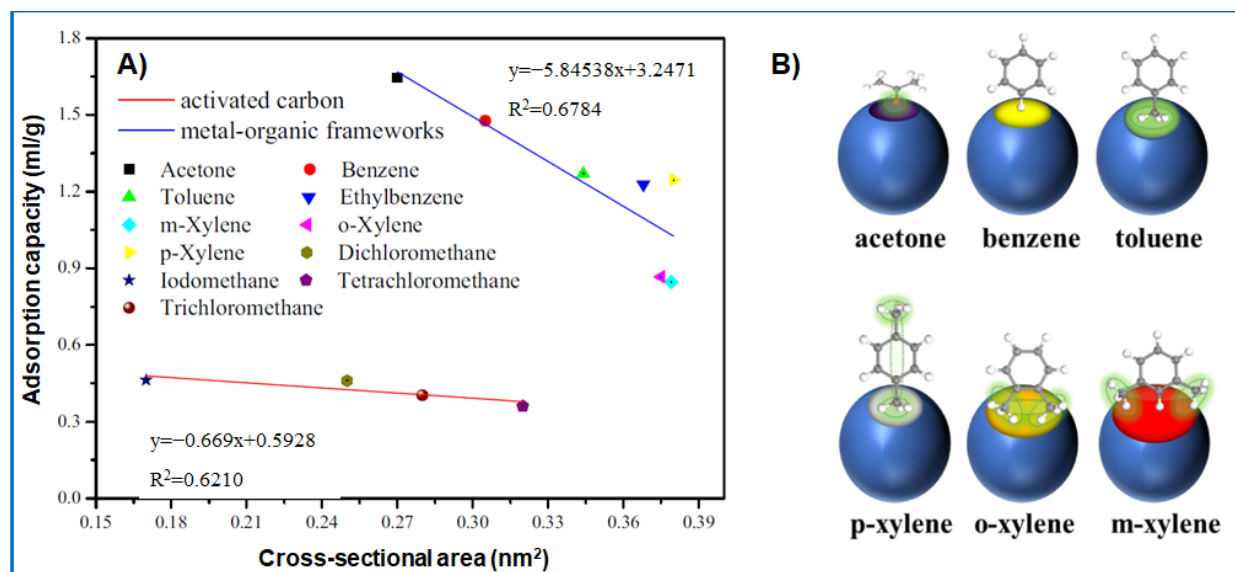 A)
y=−5.84538x+3.2471
R²=0.6784
activated carbon
metal-organic frameworks
Acetone Benzene
Toluene Ethylbenzene
m-Xylene o-Xylene
p-Xylene Dichloromethane
Iodomethane Tetrachloromethane
Trichloromethane
y=−0.669x+0.5928
R²=0.6210
Adsorption capacity (ml/g)
1.8
1.5
1.2
0.9
0.6
0.3
0.0
0.15 0.18 0.21 0.24 0.27 0.30 0.33 0.36 0.39
Cross-sectional area (nm²)
B)
acetone benzene toluene
p-xylene o-xylene m-xylene